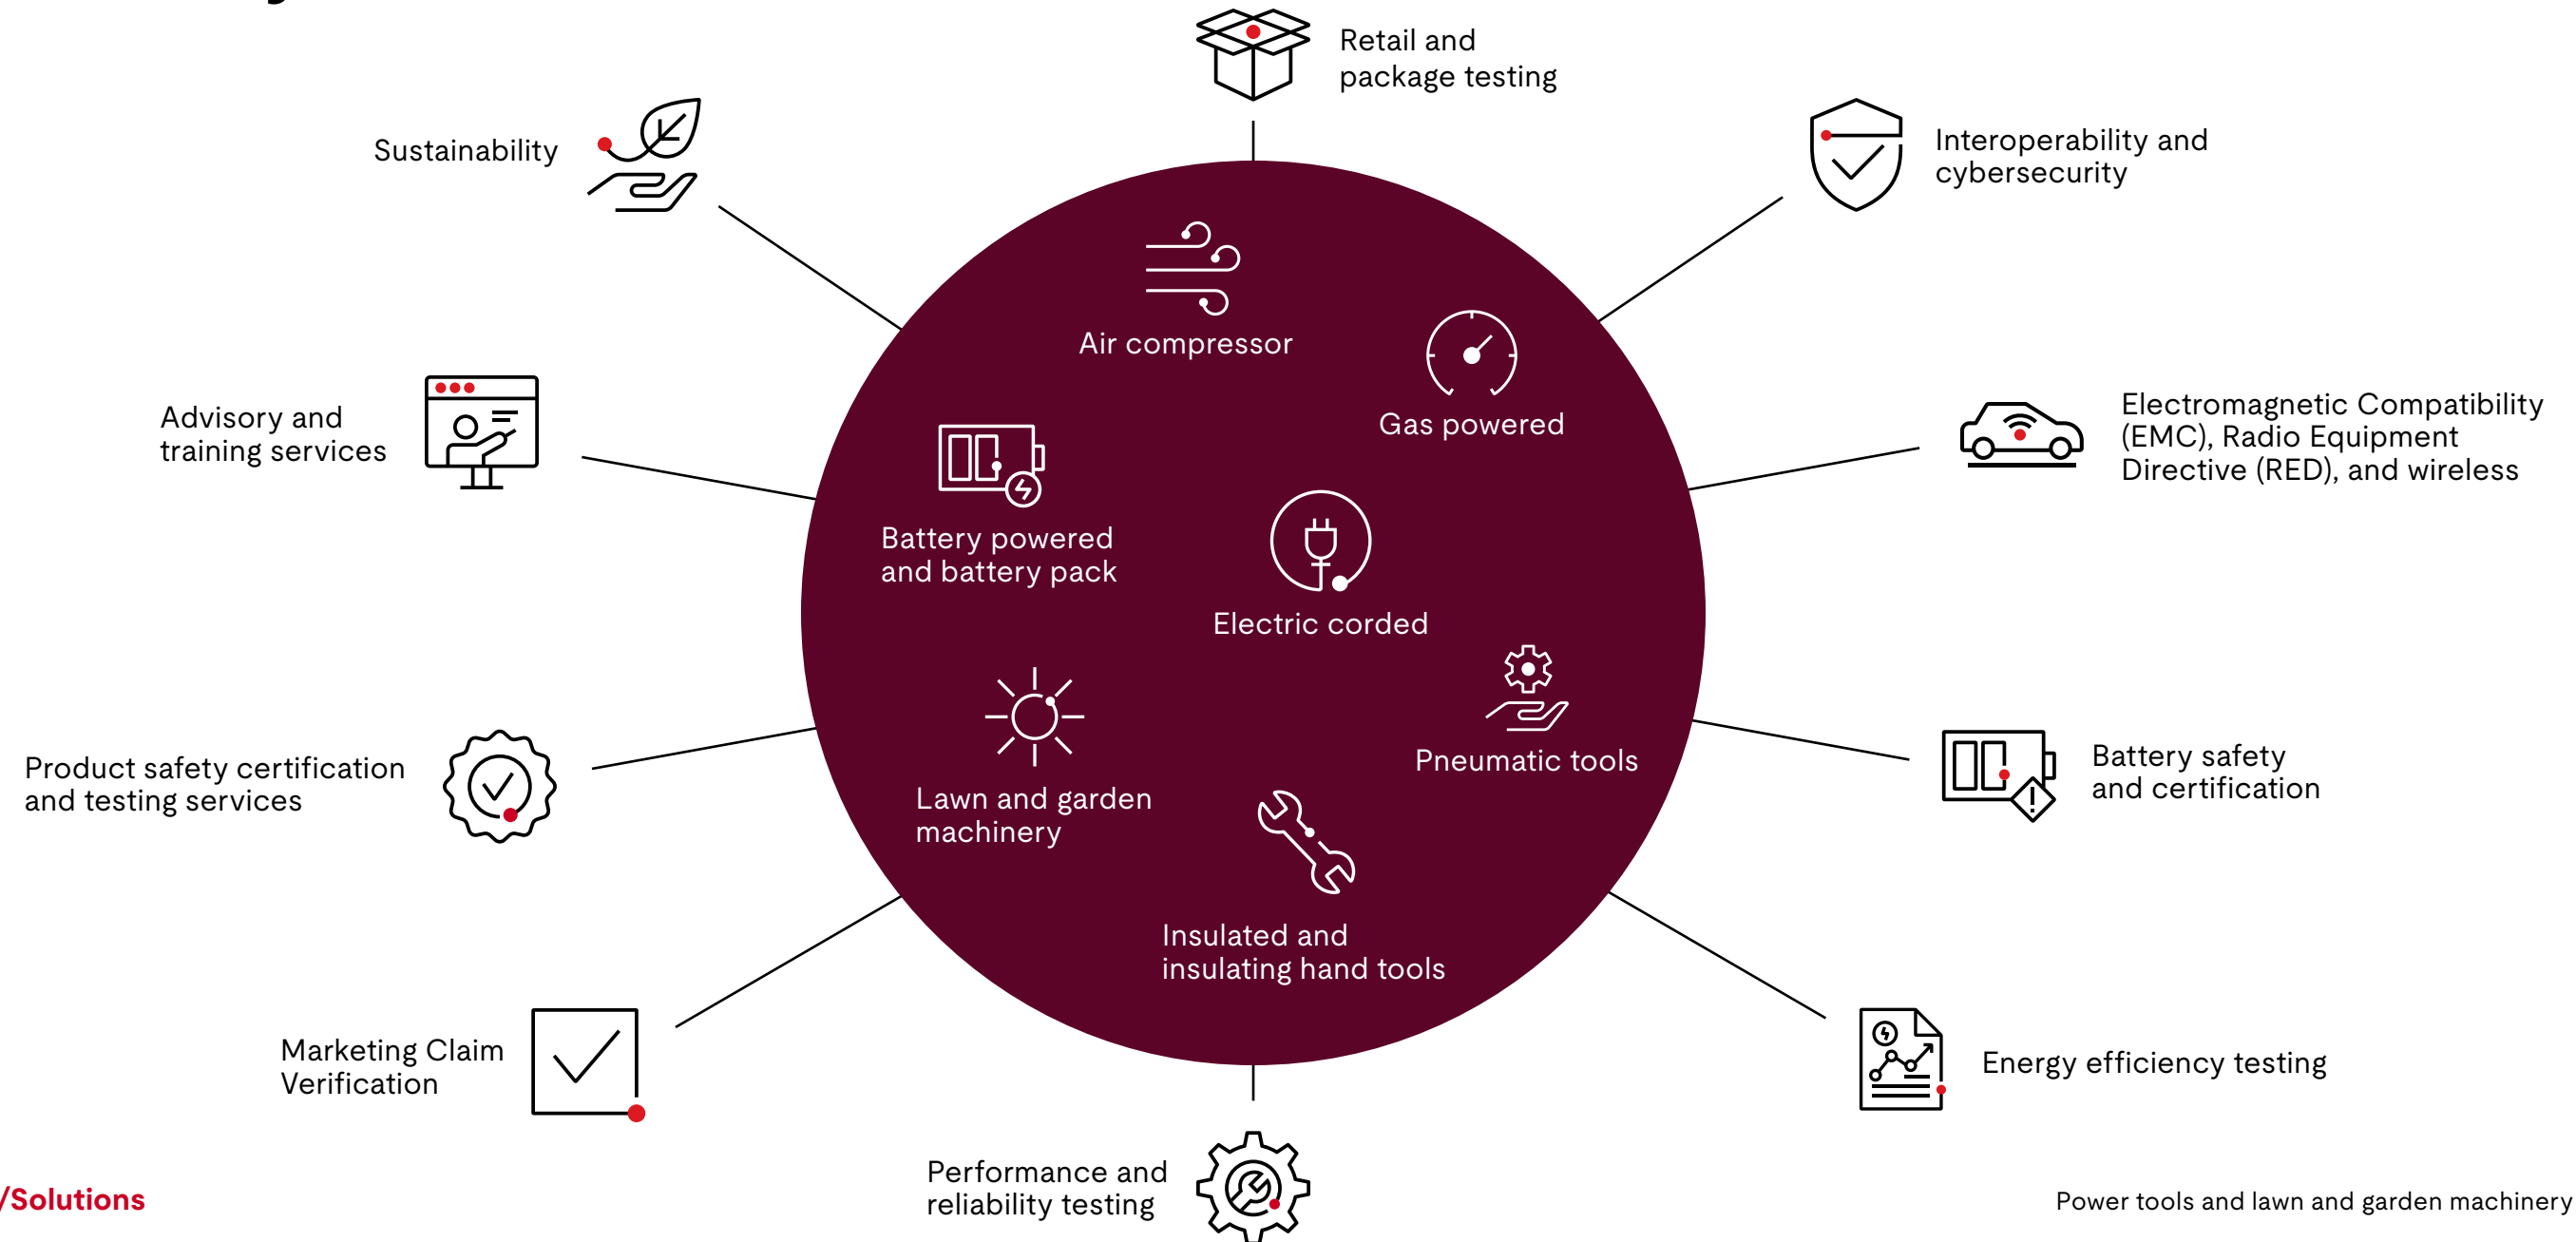 Retail and
package testing
Sustainability
Interoperability and
cybersecurity
Air compressor
Gas powered
Advisory and
training services
Electromagnetic Compatibility
(EMC), Radio Equipment
Directive (RED), and wireless
Battery powered
and battery pack
Electric corded
Product safety certification
and testing services
Lawn and garden
machinery
Pneumatic tools
Battery safety
and certification
Insulated and
insulating hand tools
Marketing Claim
Verification
Energy efficiency testing
Performance and
reliability testing
/Solutions
Power tools and lawn and garden machinery